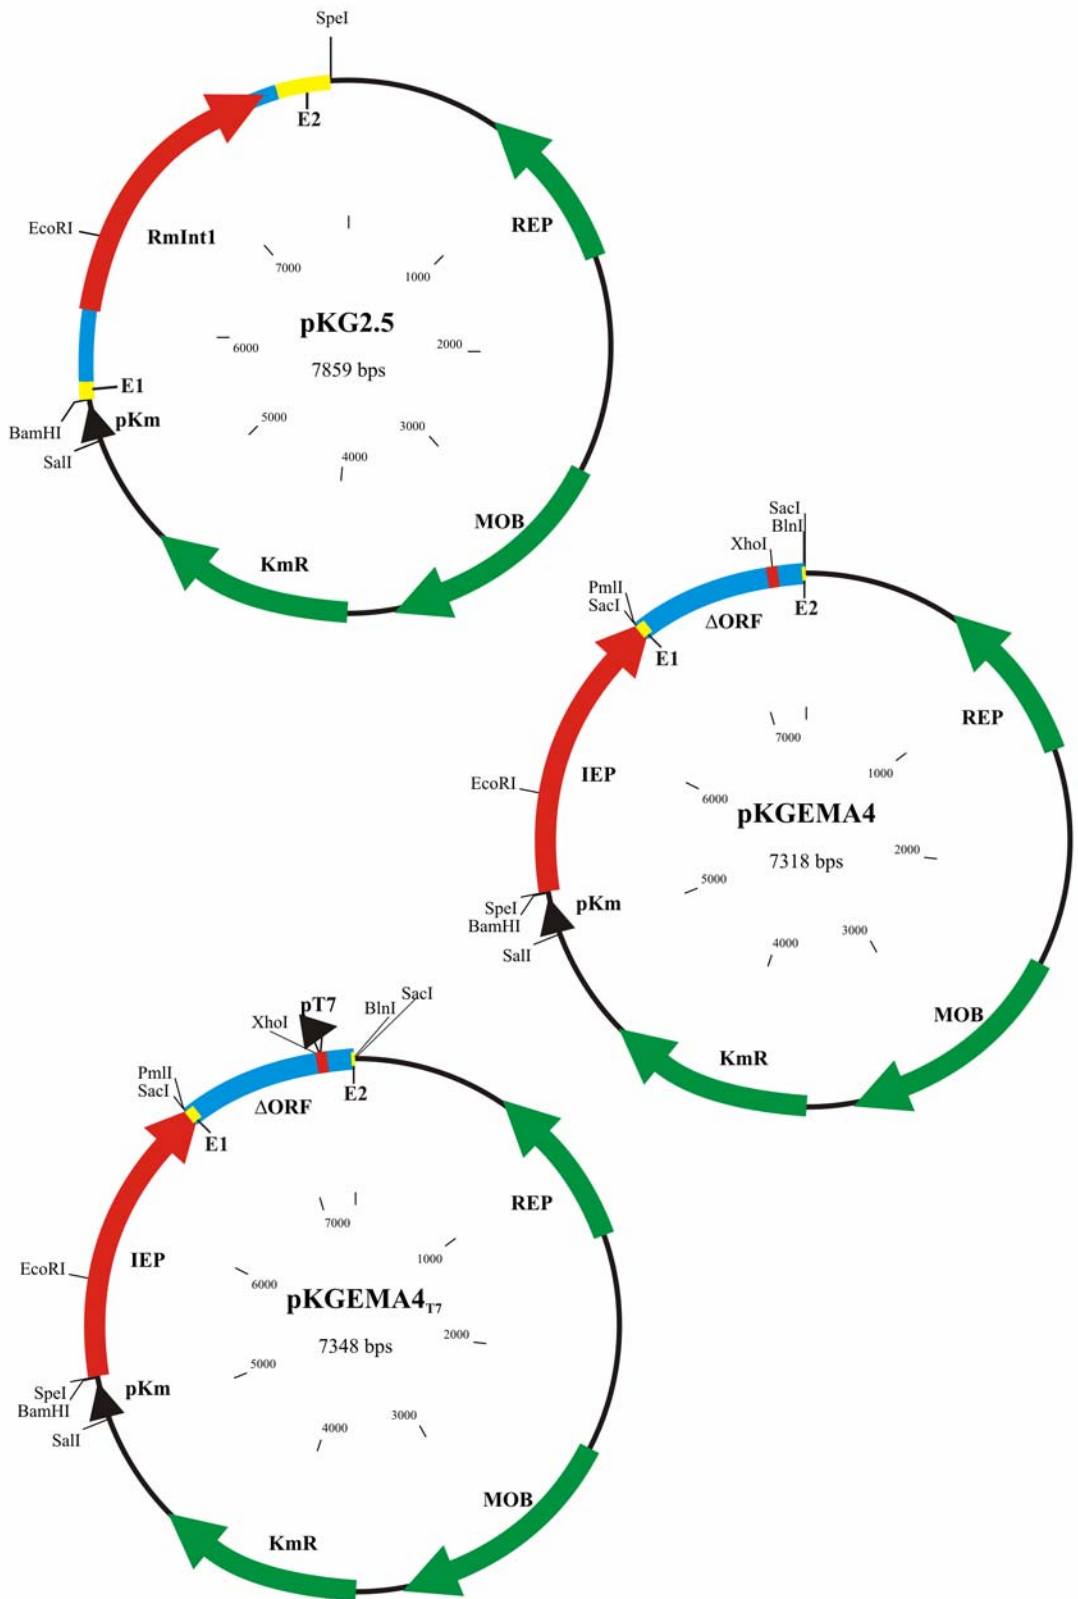 SpeI
E2
EcoRI
RmInt1
REP
7000
1000
pKG2.5
6000
2000
7859 bps
E1
pKm
BamHI
SalI
5000
3000
4000
MOB
KmR
SacI
BlnI
XhoI
PmlI
SacI
E2
ΔORF
E1
REP
7000
1000
EcoRI
IEP
6000
pKGEMA4
7318 bps
2000
5000
SpeI
BamHI
pKm
SalI
3000
4000
MOB
KmR
pT7
SacI
BlnI
XhoI
PmlI
SacI
E2
ΔORF
E1
REP
7000
1000
IEP
EcoRI
6000
pKGEMA4T7
7348 bps
2000
5000
SpeI
BamHI
pKm
SalI
3000
4000
MOB
KmR